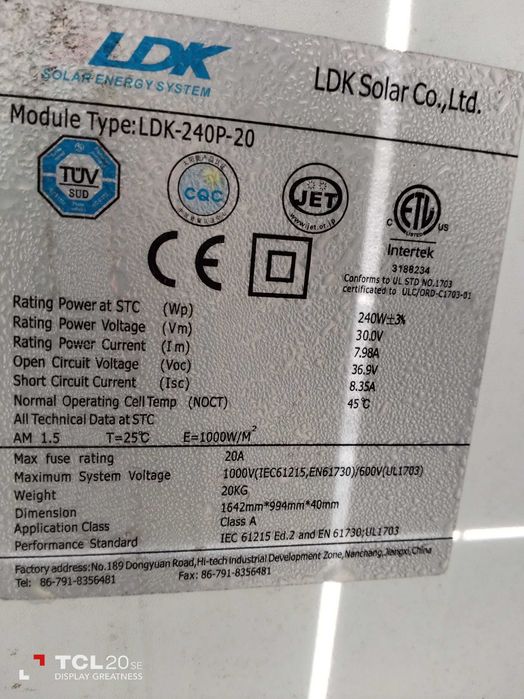 LDK
SOLAR ENERGY SYSTEM
LDK Solar Co.,Ltd.
Module Type:LDK-240P-20
TÜV
SÜD
CQC
JET
www.jet.or.jp
C ETL US
LISTED
Intertek
3188234
Conforms to UL STD NO.1703
certificated to ULC/ORD-C1703-01
CE
Rating Power at STC (Wp) 240W±3%
Rating Power Voltage (Vm) 30.0V
Rating Power Current (Im) 7.98A
Open Circuit Voltage (Voc) 36.9V
Short Circuit Current (Isc) 8.35A
Normal Operating Cell Temp (NOCT) 45℃
All Technical Data at STC
AM 1.5 T=25℃ E=1000W/M²
Max fuse rating 20A
Maximum System Voltage 1000V(IEC61215,EN61730)/600V(UL1703)
Weight 20KG
Dimension 1642mm*994mm*40mm
Application Class Class A
Performance Standard IEC 61215 Ed.2 and EN 61730;UL1703
Factory address:No.189 Dongyuan Road,Hi-tech Industrial Development Zone,Nanchang,Jiangxi,China
Tel: 86-791-8356481 Fax: 86-791-8356481
TCL 20 SE
DISPLAY GREATNESS